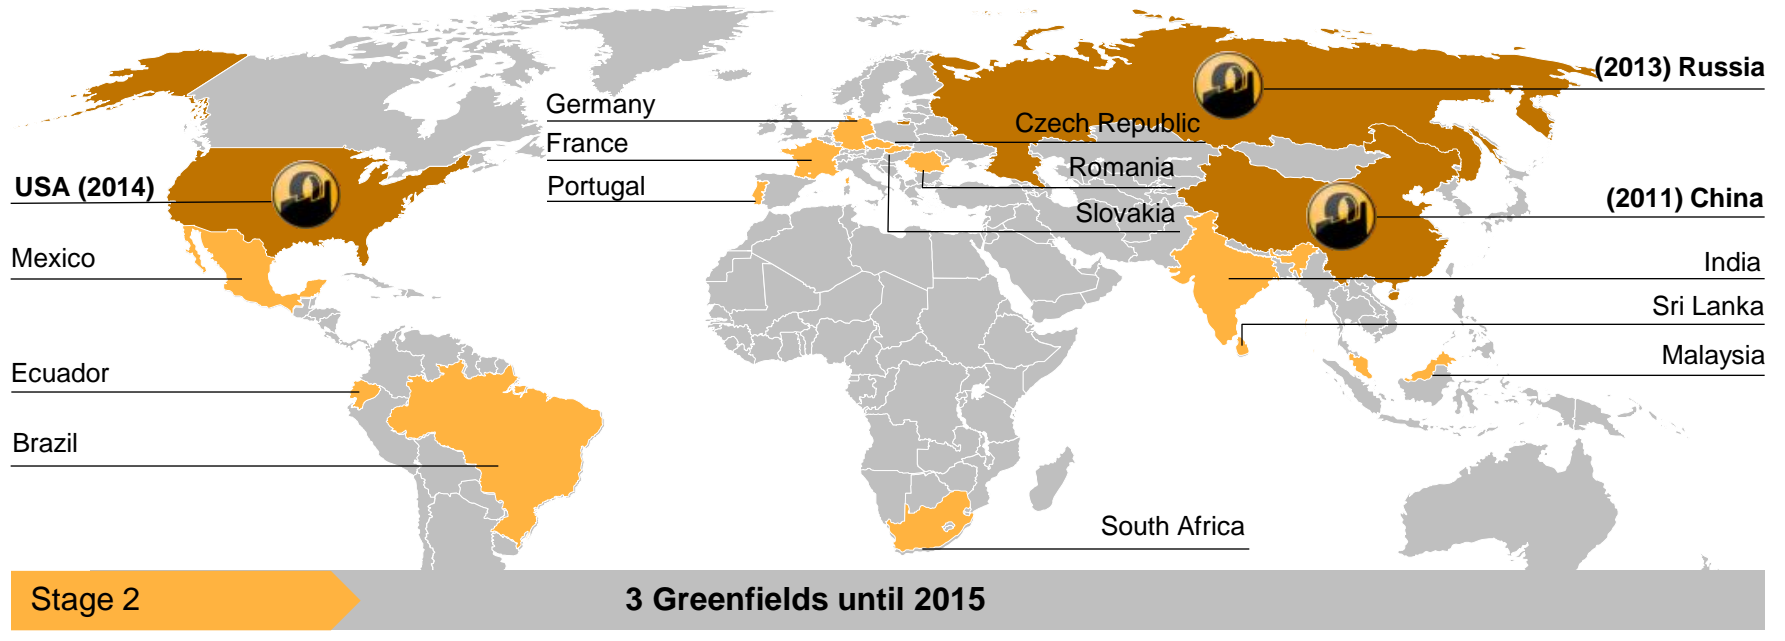 (2013) Russia
Germany
Czech Republic
France
Romania
USA (2014)
Portugal
(2011) China
Slovakia
Mexico
India
Sri Lanka
Malaysia
Ecuador
Brazil
South Africa
Stage 2
3 Greenfields until 2015